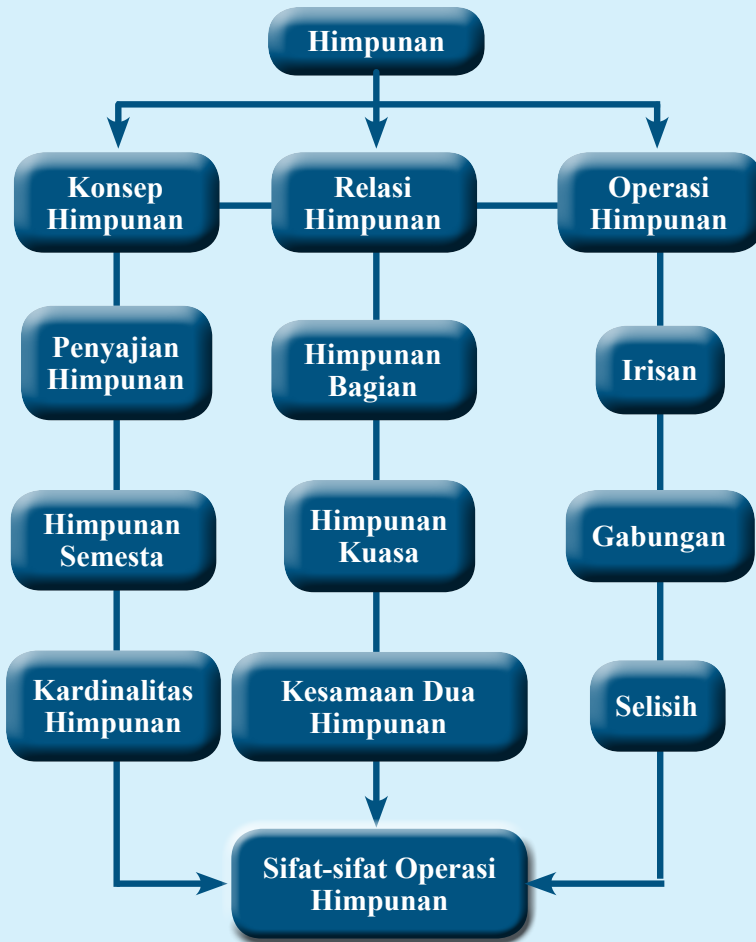 Himpunan
Konsep
Himpunan
Relasi
Himpunan
Operasi
Himpunan
Penyajian
Himpunan
Himpunan
Bagian
Irisan
Himpunan
Semesta
Himpunan
Kuasa
Gabungan
Kardinalitas
Himpunan
Kesamaan Dua
Himpunan
Selisih
Sifat-sifat Operasi
Himpunan